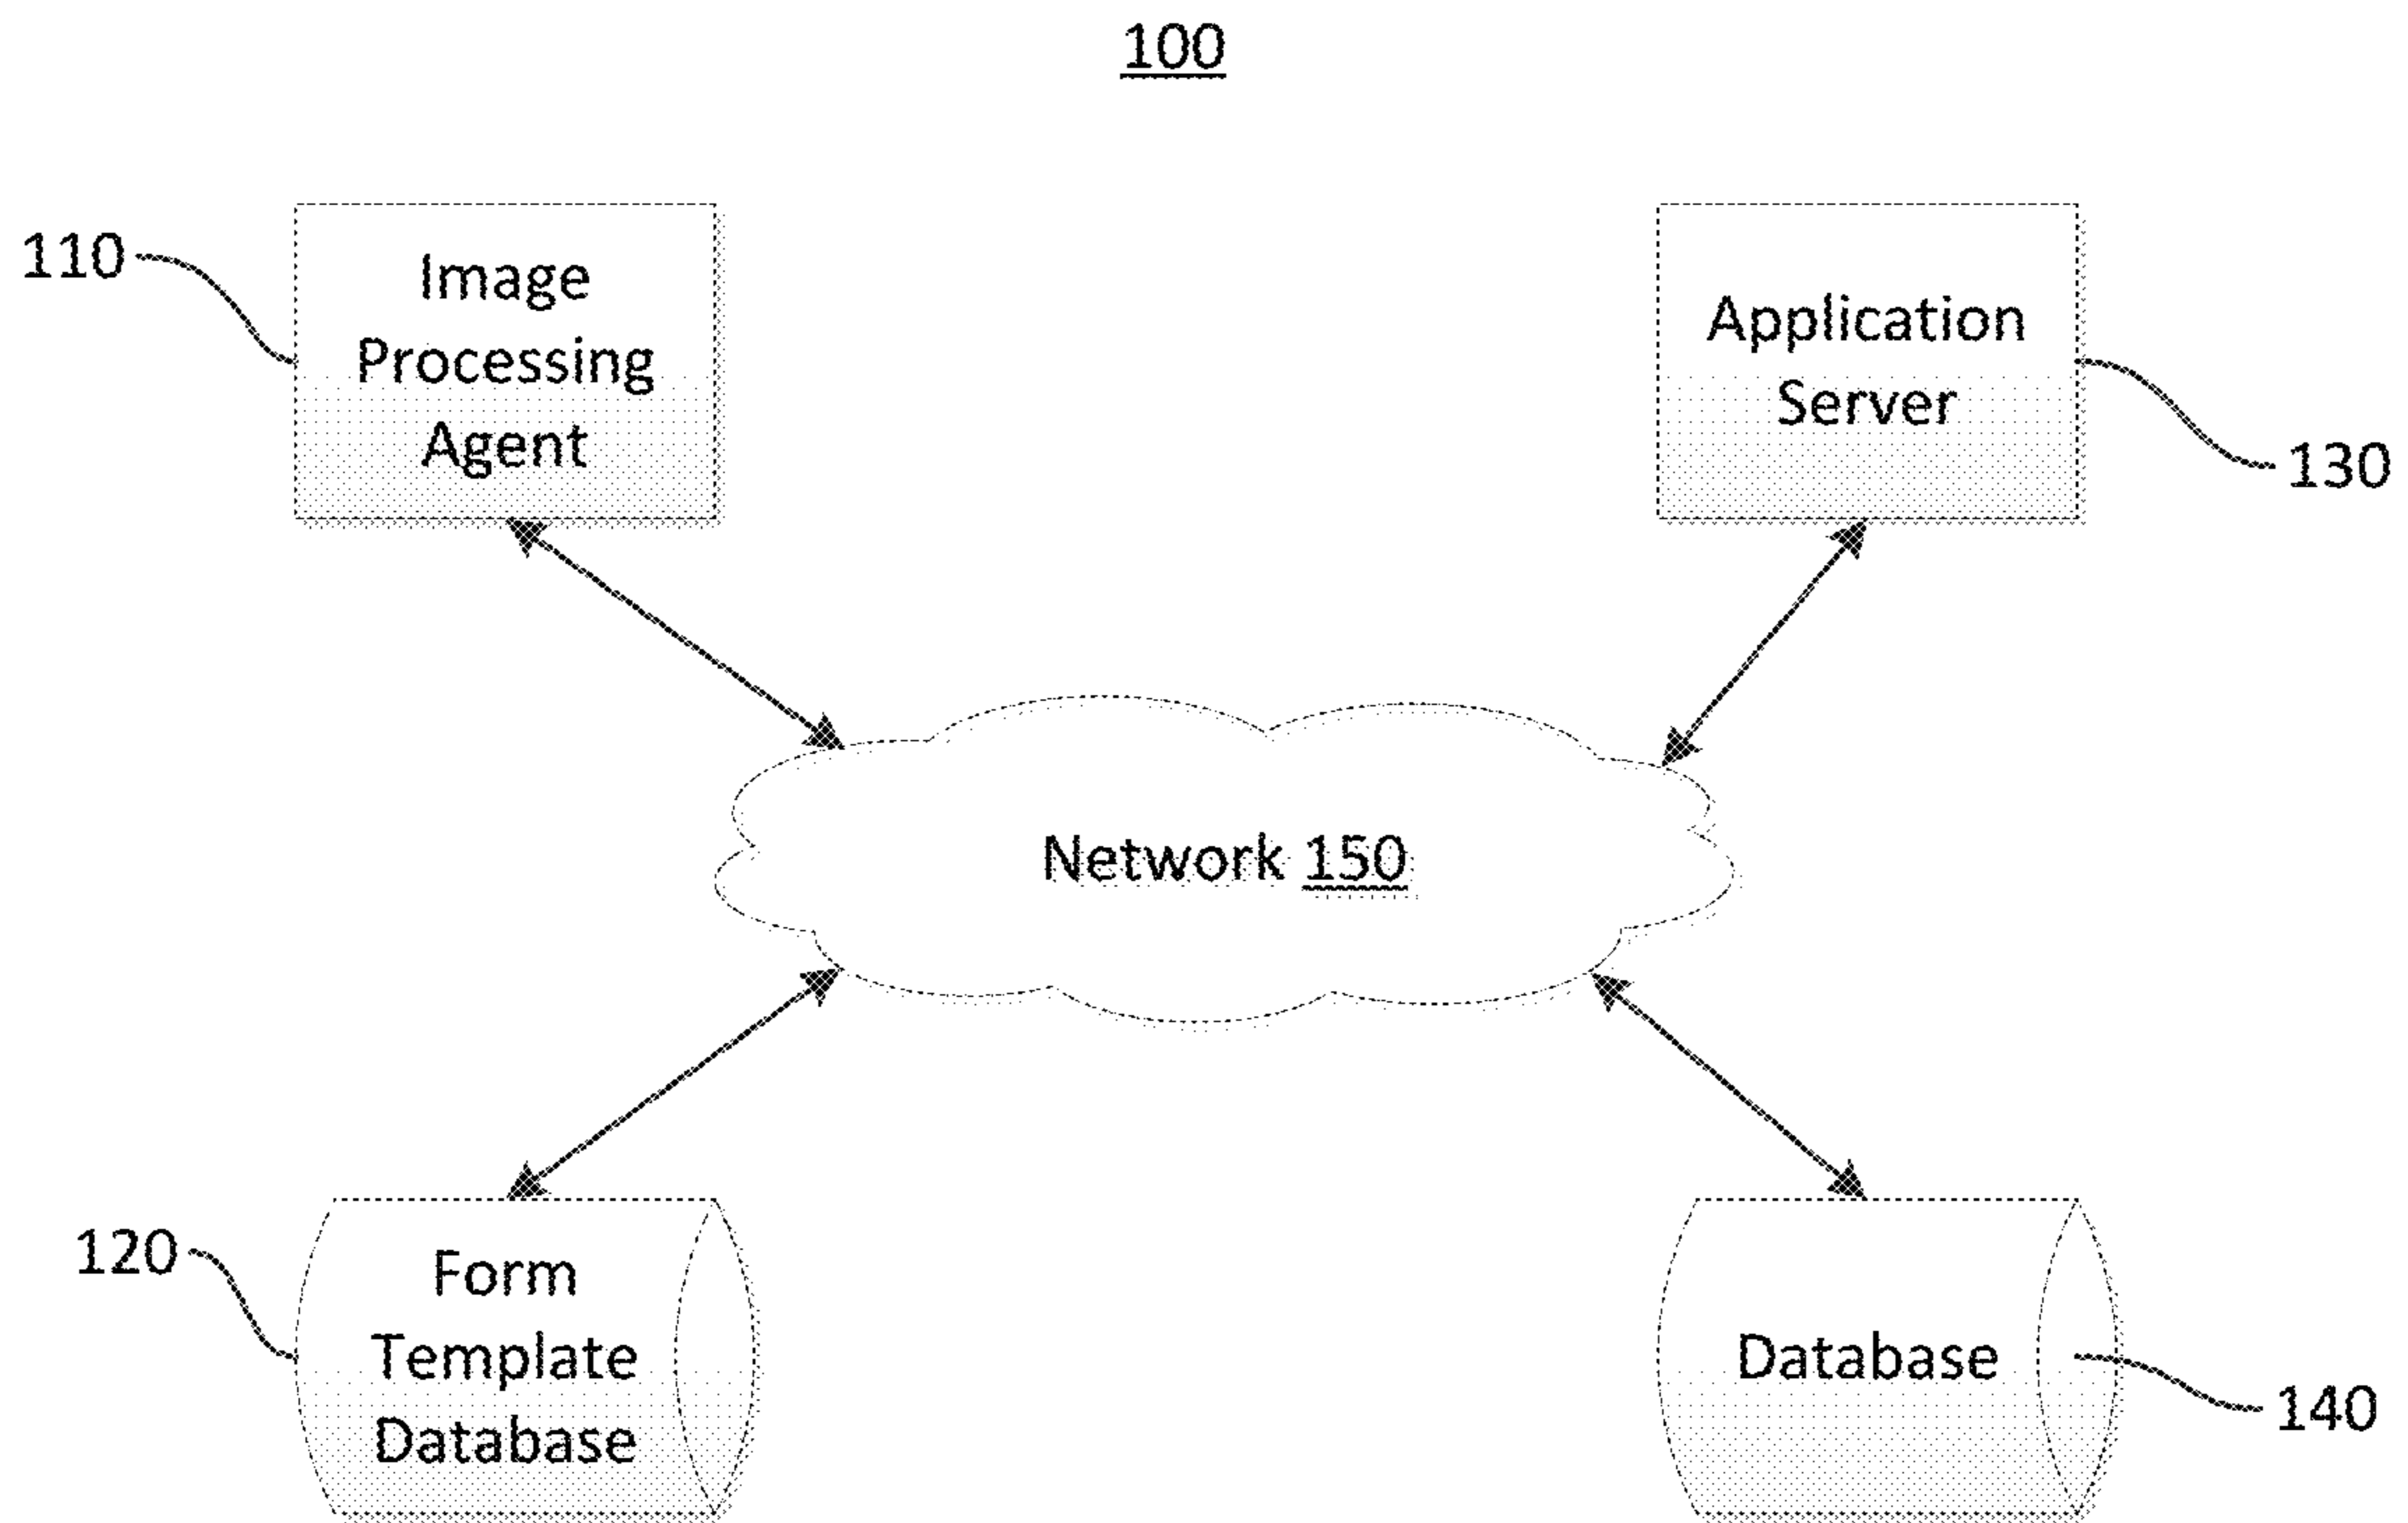 100
110
Image
Processing
Agent
Application
Server
130
Network 150
120
Form
Template
Database
Database
140